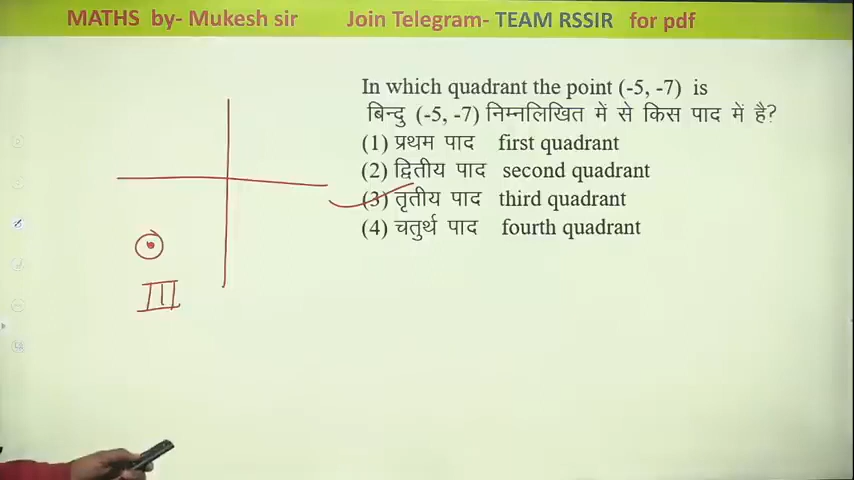 MATHS by- Mukesh sir Join Telegram- TEAM RSSIR for pdf
In which quadrant the point (-5, -7) is
बिन्दु (-5, -7) निम्नलिखित में से किस पाद में है?
(1) प्रथम पाद first quadrant
(2) द्वितीय पाद second quadrant
(3) तृतीय पाद third quadrant
(4) चतुर्थ पाद fourth quadrant
III